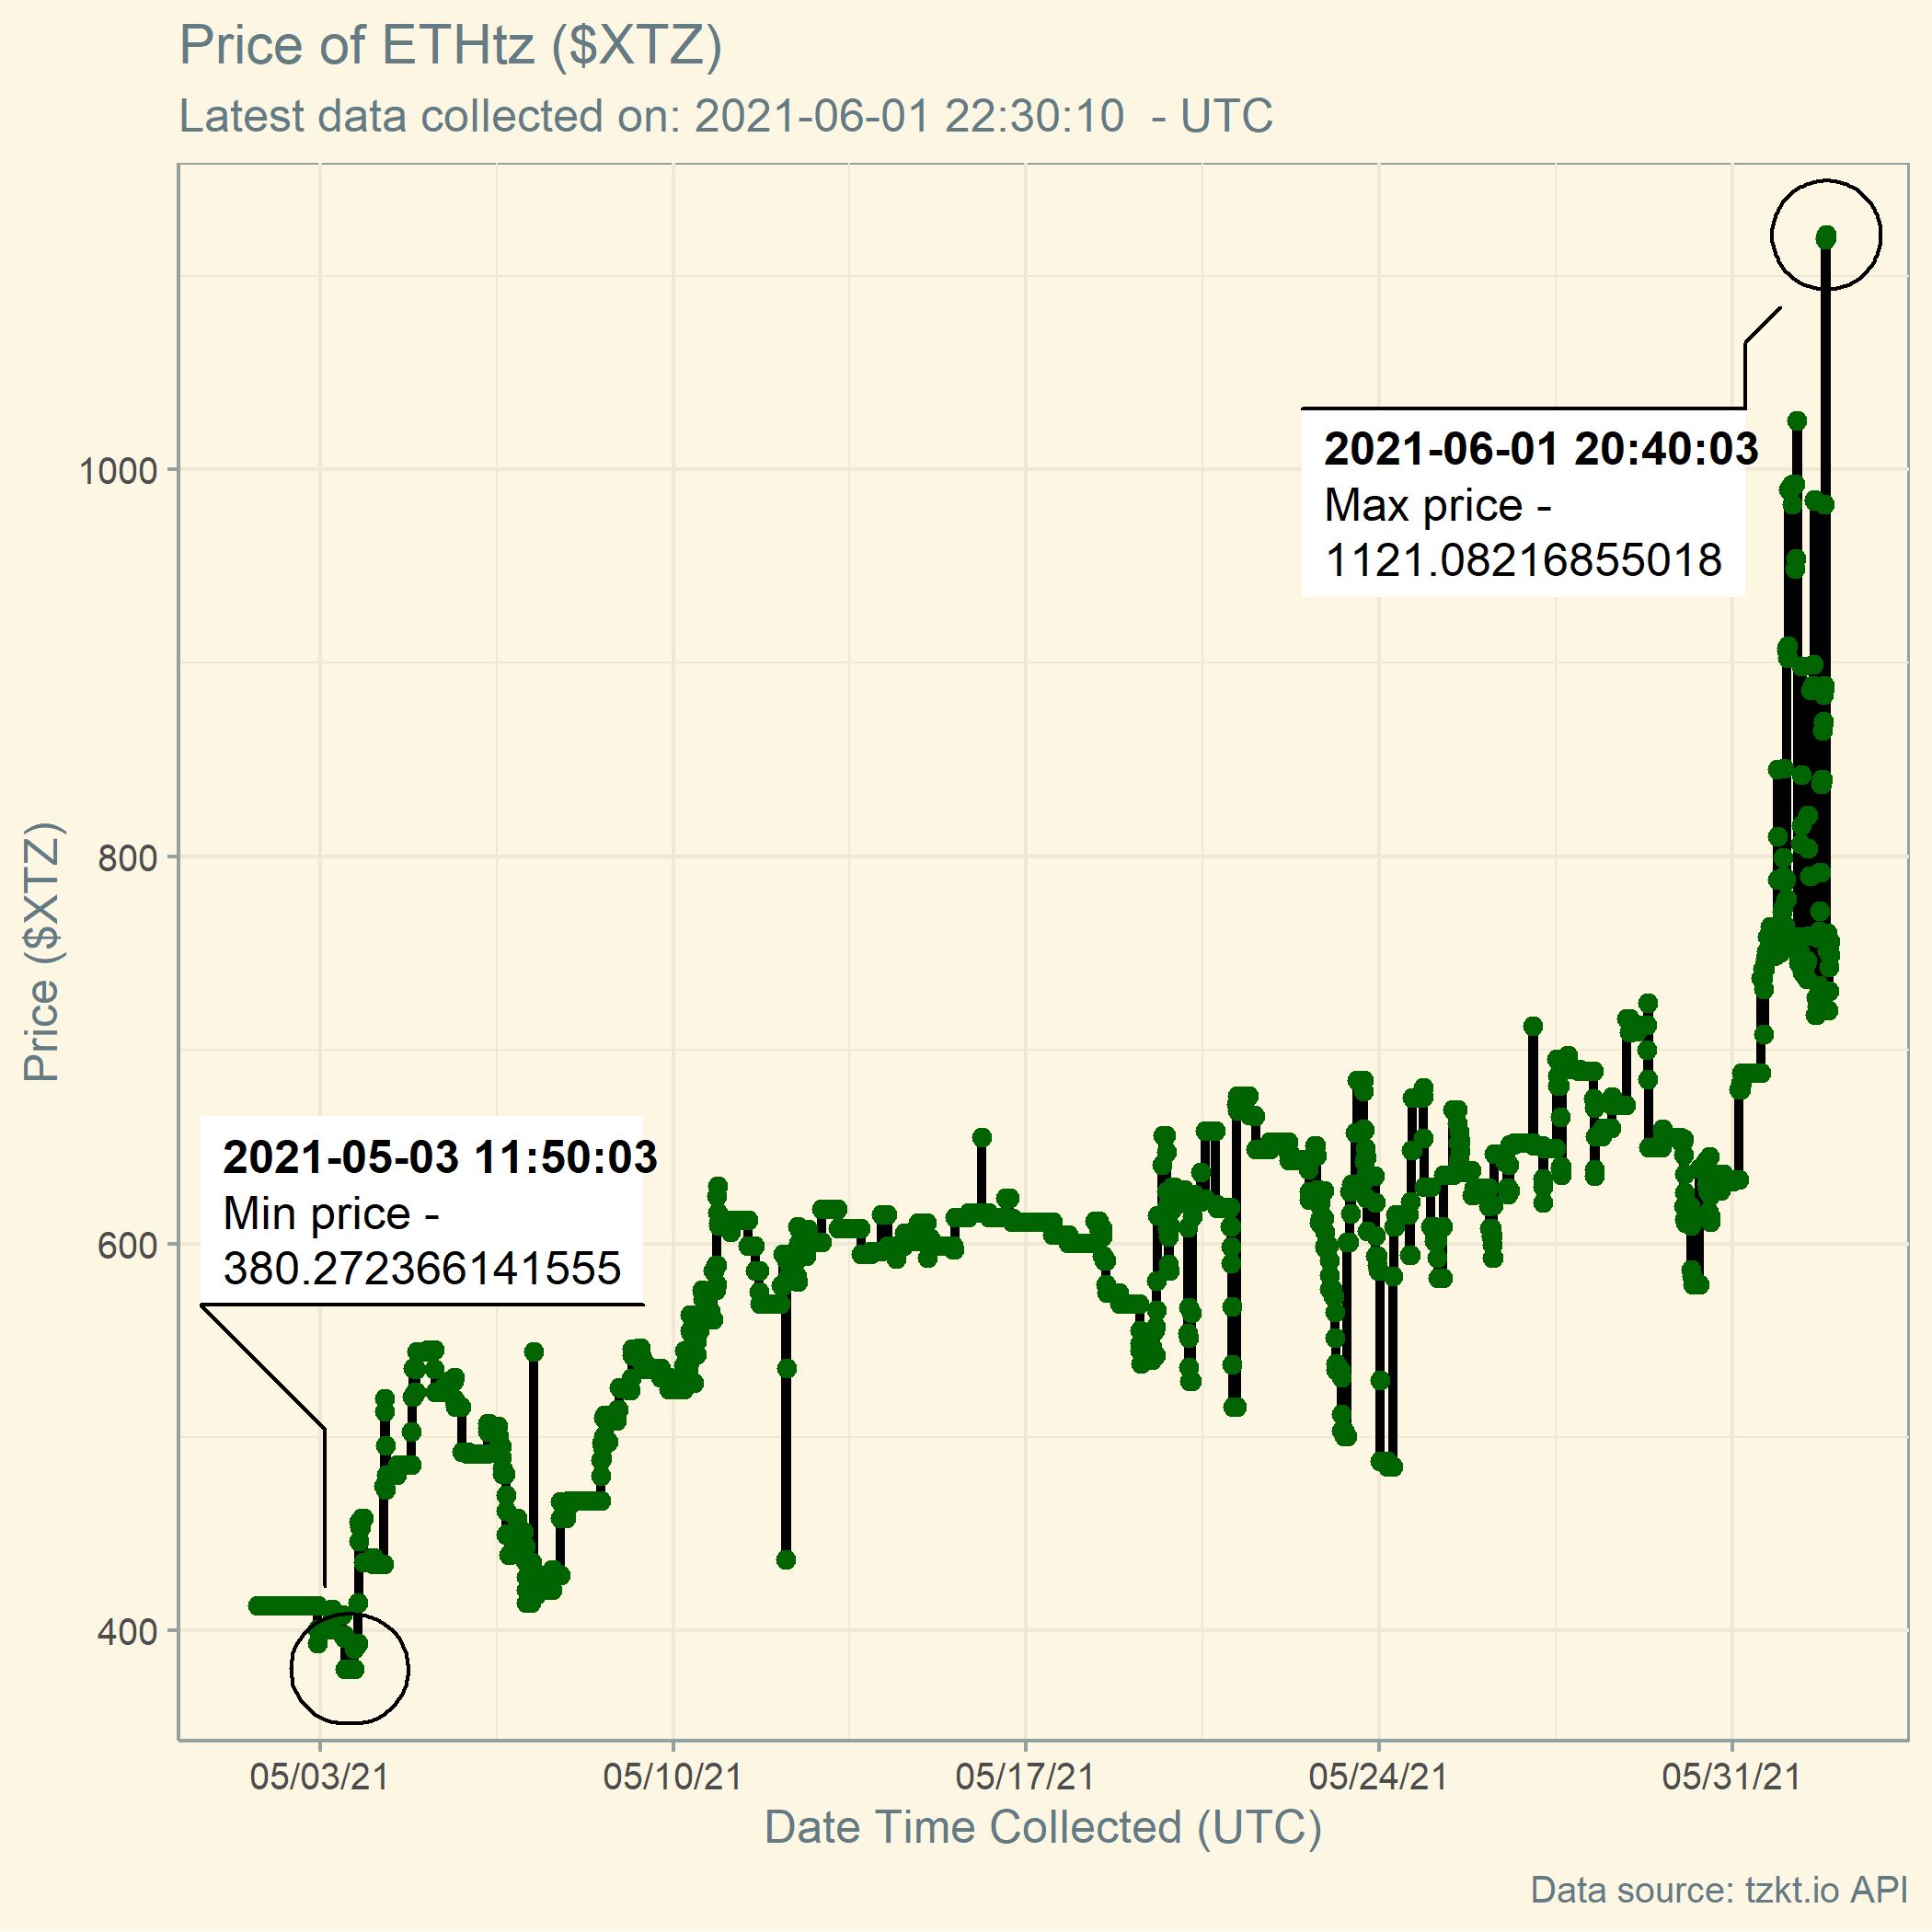 Price of ETHtz ($XTZ)
Latest data collected on: 2021-06-01 22:30:10  - UTC
Price ($XTZ)
1000
800
600
400
2021-06-01 20:40:03
Max price -
1121.08216855018
2021-05-03 11:50:03
Min price -
380.272366141555
05/03/21
05/10/21
05/17/21
05/24/21
05/31/21
Date Time Collected (UTC)
Data source: tzkt.io API